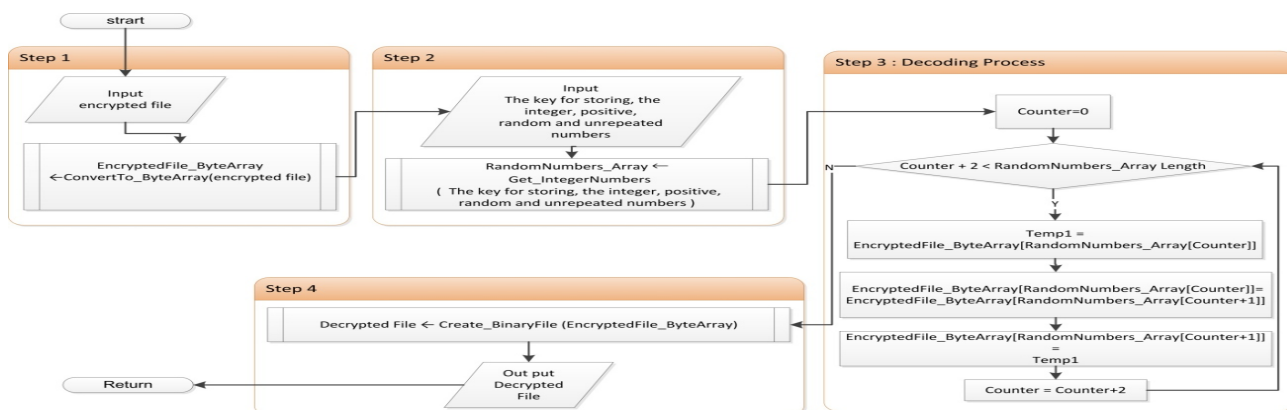 strart
Step 1
Input
encrypted file
EncryptedFile_ByteArray
←ConvertTo_ByteArray(encrypted file)
Step 2
Input
The key for storing, the
integer, positive,
random and unrepeated
numbers
RandomNumbers_Array ←
Get_IntegerNumbers
( The key for storing, the integer, positive,
random and unrepeated numbers )
Step 3 : Decoding Process
Counter=0
Counter + 2 < RandomNumbers_Array Length
N
Y
Temp1 =
EncryptedFile_ByteArray[RandomNumbers_Array[Counter]]
EncryptedFile_ByteArray[RandomNumbers_Array[Counter]]=
EncryptedFile_ByteArray[RandomNumbers_Array[Counter+1]]
EncryptedFile_ByteArray[RandomNumbers_Array[Counter+1]]
=
Temp1
Counter = Counter+2
Step 4
Decrypted File ← Create_BinaryFile (EncryptedFile_ByteArray)
Out put
Decrypted
File
Return